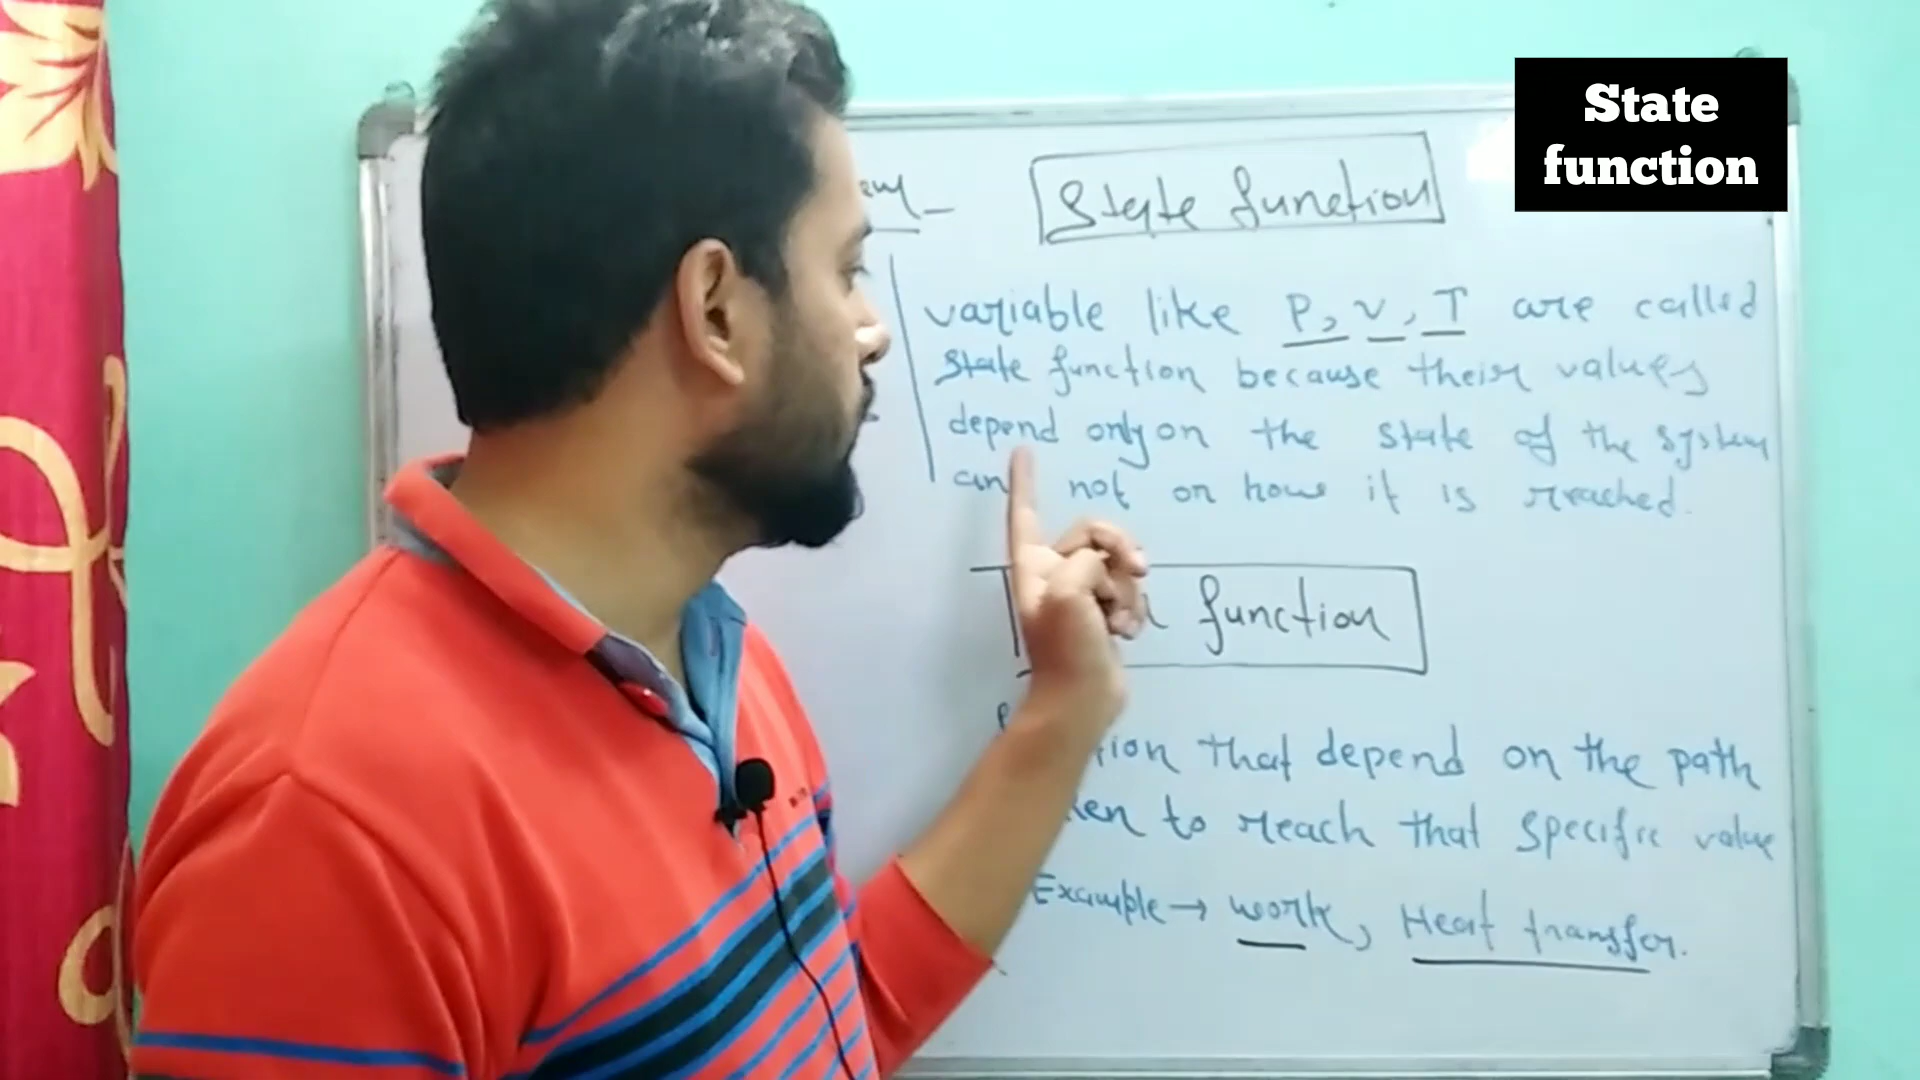 State
function
State function
variable like P, V, T are called
state function because their values
depend only on the state of the system
and not on how it is reached.
function
that depend on the path
to reach that specific value
Example → work, Heat transfer.